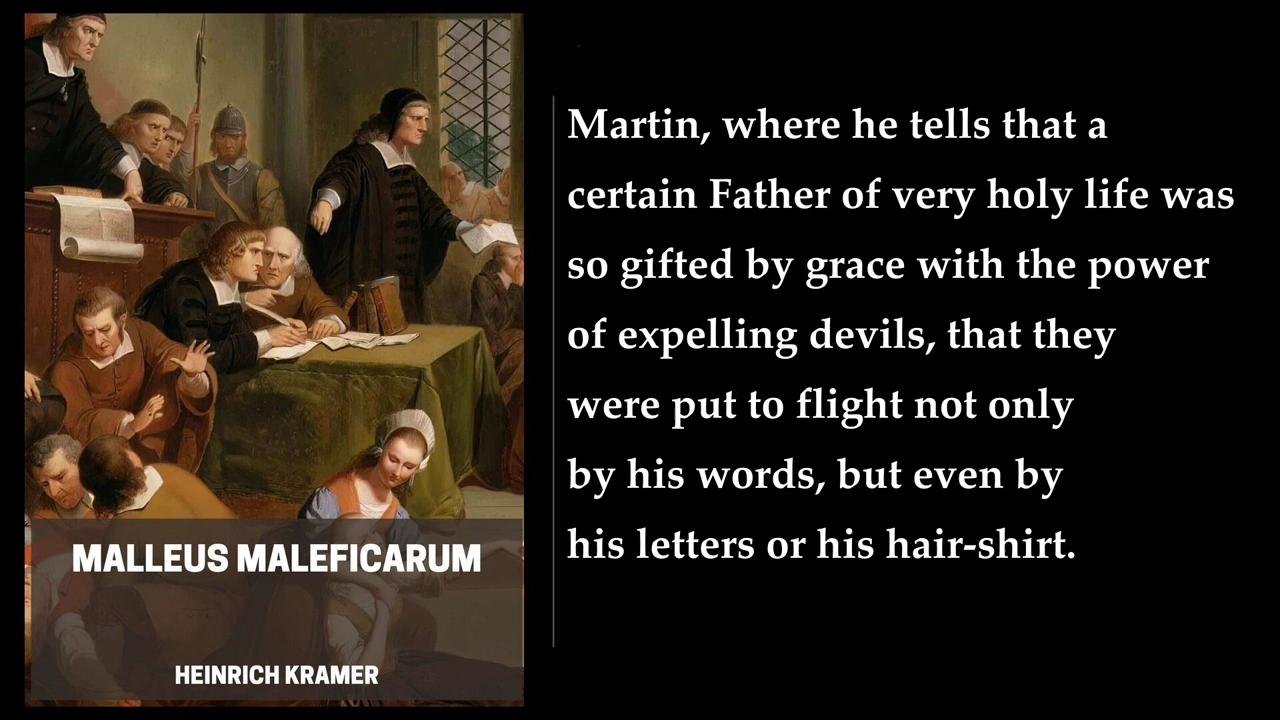 MALLEUS MALEFICARUM
HEINRICH KRAMER
Martin, where he tells that a
certain Father of very holy life was
so gifted by grace with the power
of expelling devils, that they
were put to flight not only
by his words, but even by
his letters or his hair-shirt.